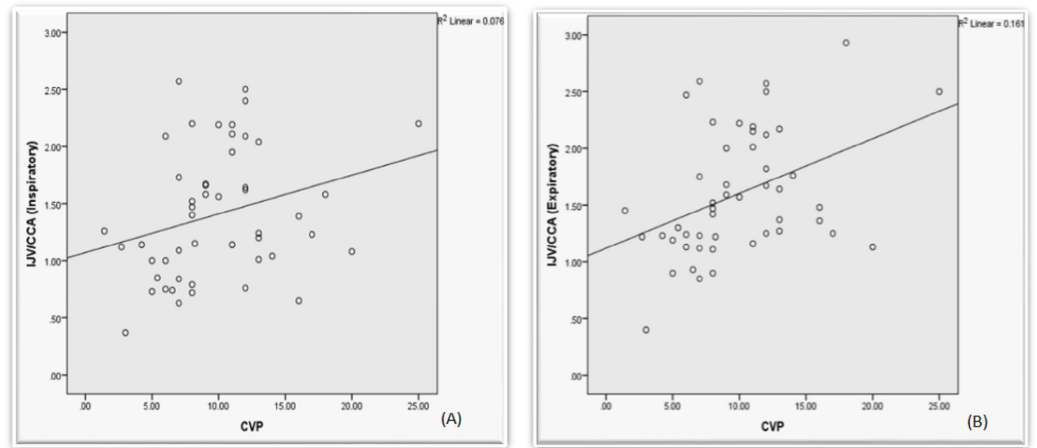 R² Linear = 0.076
3.00
2.50
2.00
1.50
1.00
.50
.00
IJV/CCA (Inspiratory)
.00 5.00 10.00 15.00 20.00 25.00
CVP
(A)
R² Linear = 0.161
3.00
2.50
2.00
1.50
1.00
.50
.00
IJV/CCA (Expiratory)
.00 5.00 10.00 15.00 20.00 25.00
CVP
(B)